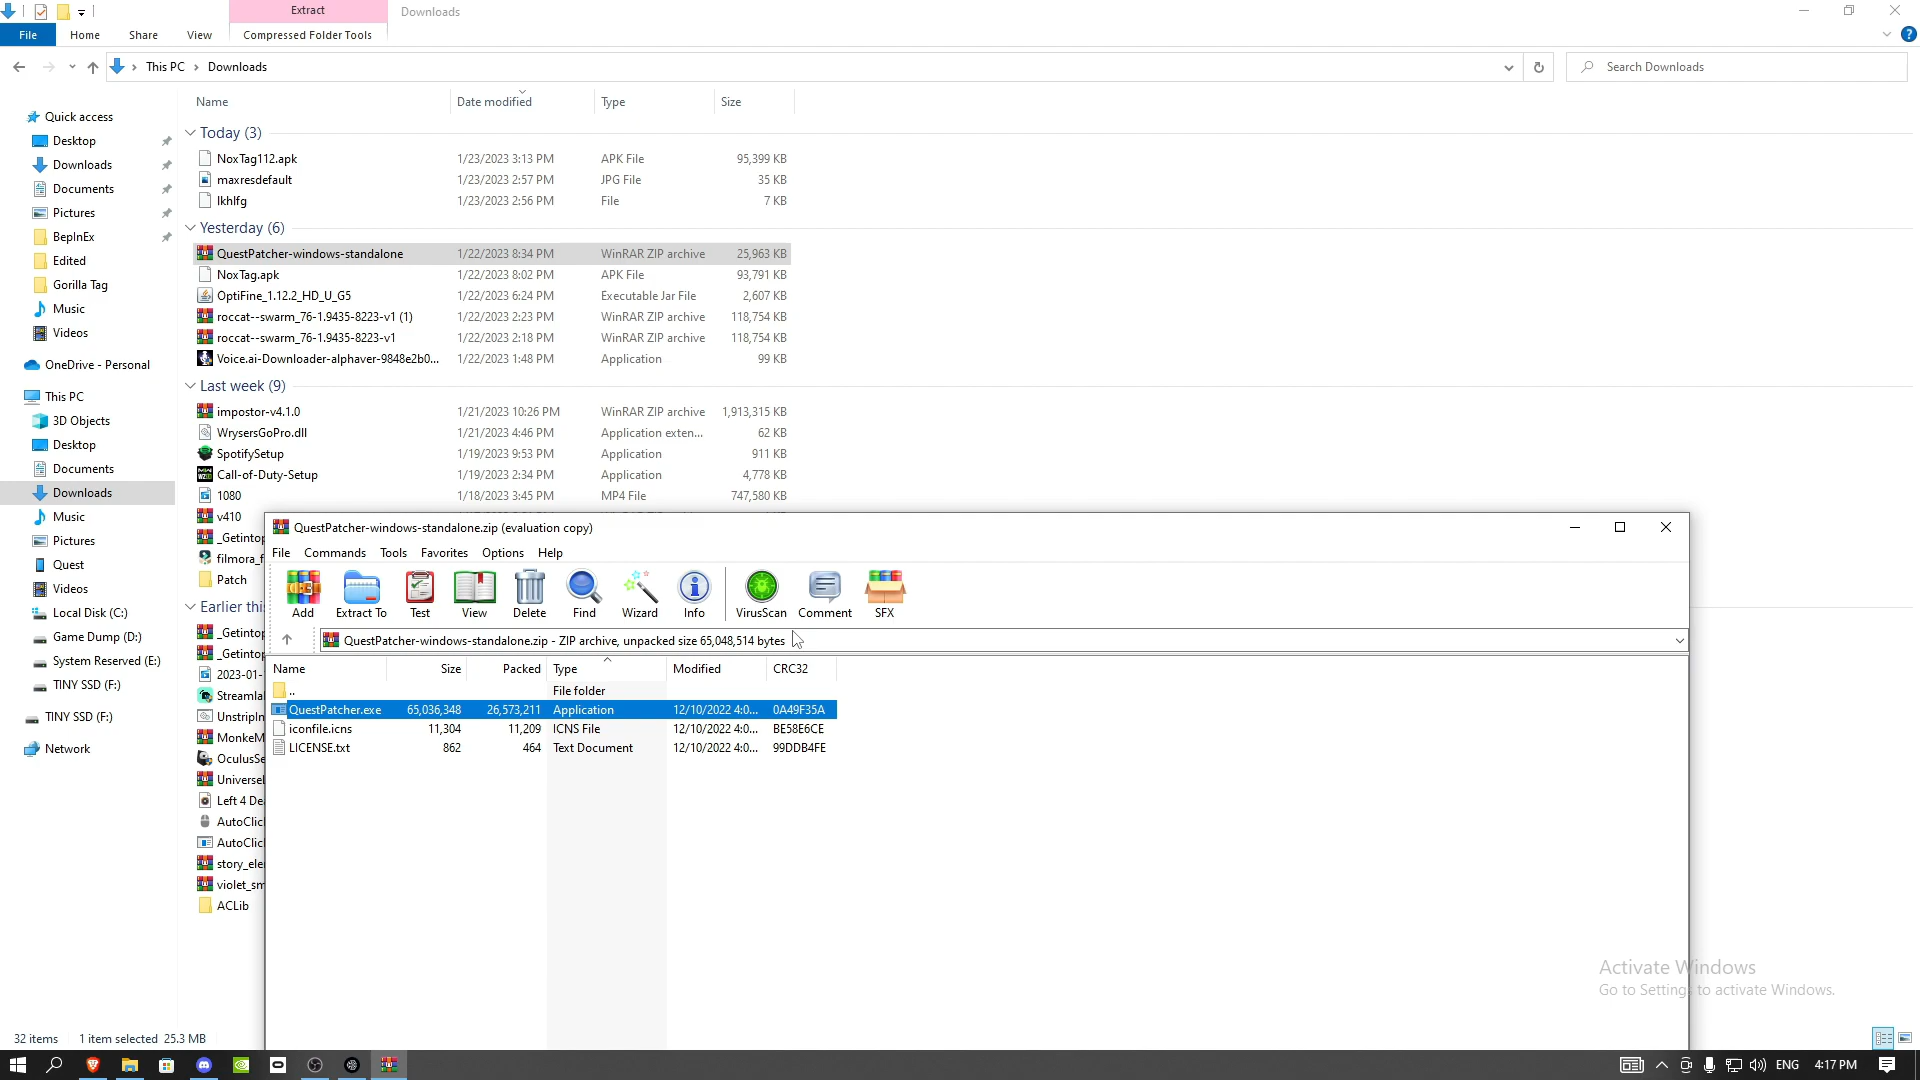 Extract
Downloads
File
Home
Share
View
Compressed Folder Tools
This PC
Downloads
Search Downloads
Name
Date modified
Type
Size
Quick access
Desktop
Downloads
Documents
Pictures
BepInEx
Edited
Gorilla Tag
Music
Videos
OneDrive - Personal
This PC
3D Objects
Desktop
Documents
Downloads
Music
Pictures
Quest
Videos
Local Disk (C:)
Game Dump (D:)
System Reserved (E:)
TINY SSD (F:)
TINY SSD (F:)
Network
Today (3)
NoxTag112.apk 1/23/2023 3:13 PM APK File 95,399 KB
maxresdefault 1/23/2023 2:57 PM JPG File 35 KB
lkhlfg 1/23/2023 2:56 PM File 7 KB
Yesterday (6)
QuestPatcher-windows-standalone 1/22/2023 8:34 PM WinRAR ZIP archive 25,963 KB
NoxTag.apk 1/22/2023 8:02 PM APK File 93,791 KB
OptiFine_1.12.2_HD_U_G5 1/22/2023 6:24 PM Executable Jar File 2,607 KB
roccat--swarm_76-1.9435-8223-v1 (1) 1/22/2023 2:23 PM WinRAR ZIP archive 118,754 KB
roccat--swarm_76-1.9435-8223-v1 1/22/2023 2:18 PM WinRAR ZIP archive 118,754 KB
Voice.ai-Downloader-alphaver-9848e2b0... 1/22/2023 1:48 PM Application 99 KB
Last week (9)
impostor-v4.1.0 1/21/2023 10:26 PM WinRAR ZIP archive 1,913,315 KB
WrysersGoPro.dll 1/21/2023 4:46 PM Application exten... 62 KB
SpotifySetup 1/19/2023 9:53 PM Application 911 KB
Call-of-Duty-Setup 1/19/2023 2:34 PM Application 4,778 KB
1080 1/18/2023 3:45 PM MP4 File 747,580 KB
v410
_Getintop
filmora_f
Patch
Earlier thi
_Getintop
_Getintop
2023-01-
Streamla
UnstripIn
MonkeM
OculusSe
Universel
Left 4 De
AutoClic
AutoClic
story_ele
violet_sm
ACLib
QuestPatcher-windows-standalone.zip (evaluation copy)
File Commands Tools Favorites Options Help
Add Extract To Test View Delete Find Wizard Info VirusScan Comment SFX
QuestPatcher-windows-standalone.zip - ZIP archive, unpacked size 65,048,514 bytes
Name Size Packed Type Modified CRC32
.. File folder
QuestPatcher.exe 65,036,348 26,573,211 Application 12/10/2022 4:0... 0A49F35A
iconfile.icns 11,304 11,209 ICNS File 12/10/2022 4:0... BE58E6CE
LICENSE.txt 862 464 Text Document 12/10/2022 4:0... 99DDB4FE
Activate Windows
Go to Settings to activate Windows.
32 items 1 item selected 25.3 MB
ENG 4:17 PM